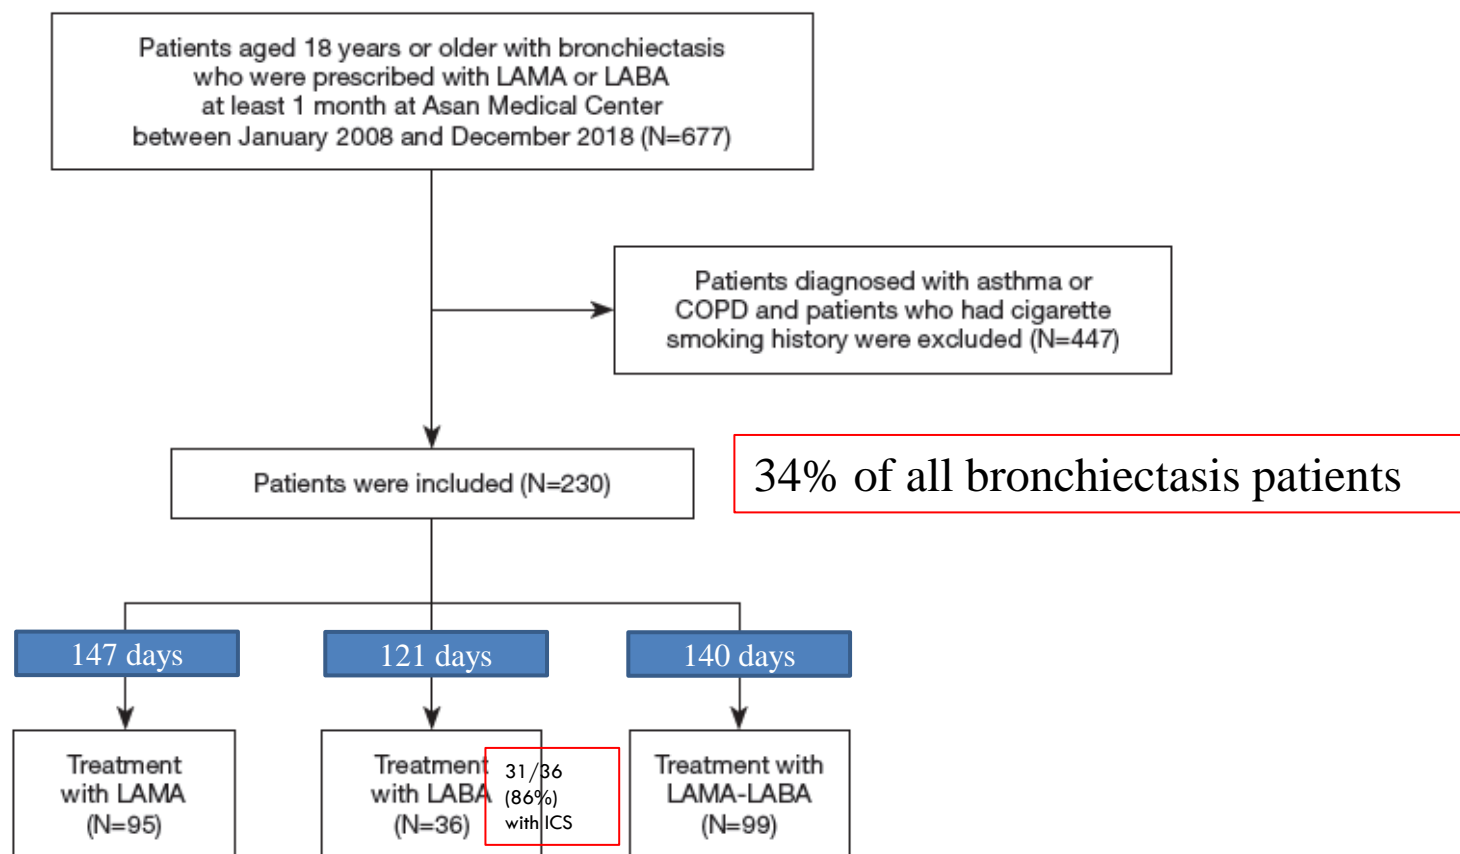 Patients aged 18 years or older with bronchiectasis
who were prescribed with LAMA or LABA
at least 1 month at Asan Medical Center
between January 2008 and December 2018 (N=677)
Patients diagnosed with asthma or
COPD and patients who had cigarette
smoking history were excluded (N=447)
Patients were included (N=230)
34% of all bronchiectasis patients
147 days
121 days
140 days
Treatment
with LAMA
(N=95)
Treatment
with LABA
(N=36)
31/36
(86%)
with ICS
Treatment with
LAMA-LABA
(N=99)